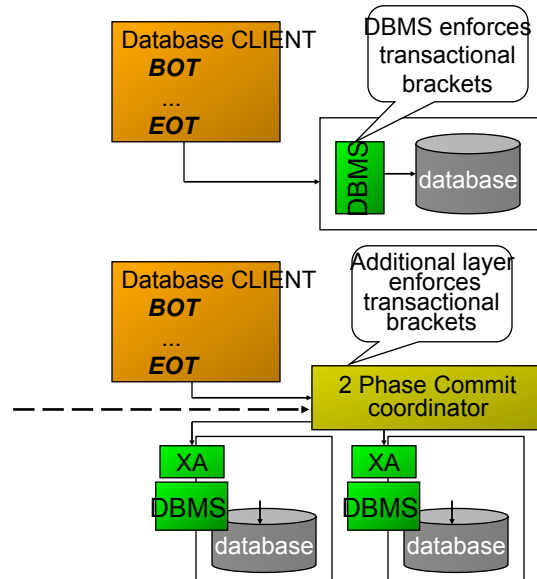 Database CLIENT
BOT
...
EOT
DBMS enforces
transactional
brackets
DBMS
database
Database CLIENT
BOT
...
EOT
Additional layer
enforces
transactional
brackets
2 Phase Commit
coordinator
XA
DBMS
database
XA
DBMS
database